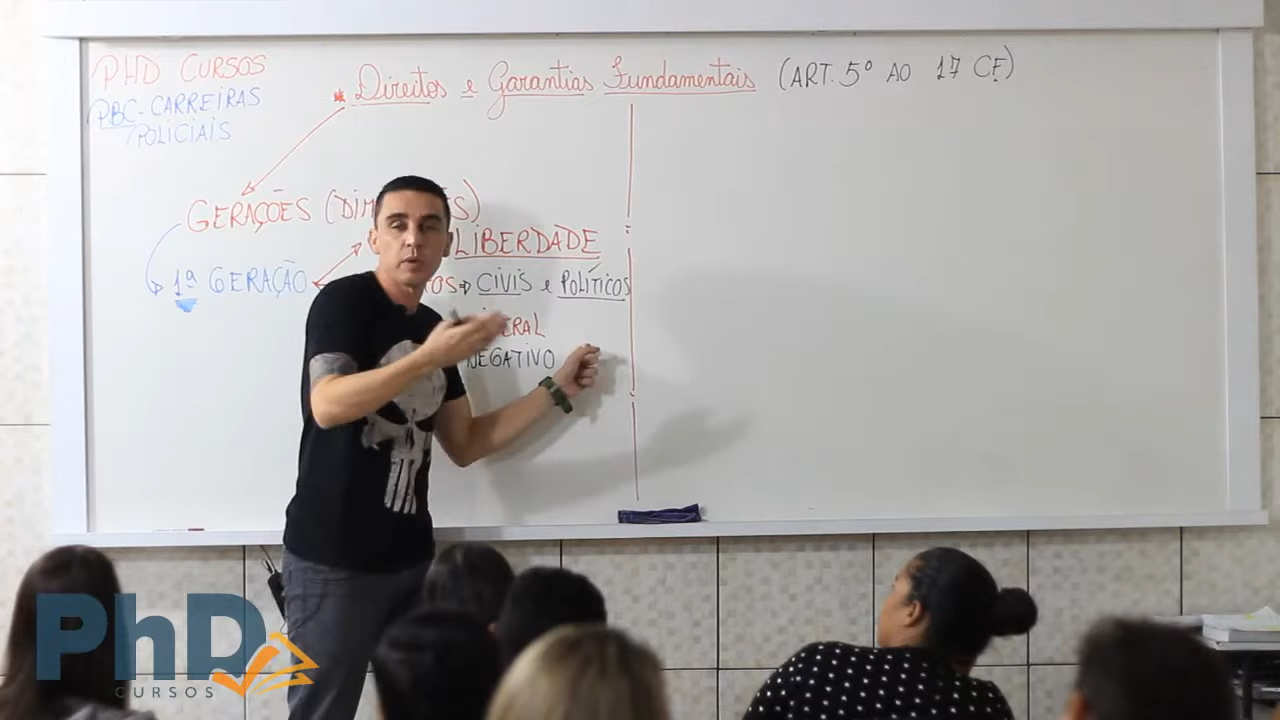 PHD CURSOS
PBC-CARREIRAS
POLICIAIS
* Direitos e Garantias Fundamentais (ART. 5º AO 17 CF)
GERAÇÕES
LIBERDADE
1ª GERAÇÃO
CIVIS e POLÍTICOS
NEGATIVO
PhD
CURSOS